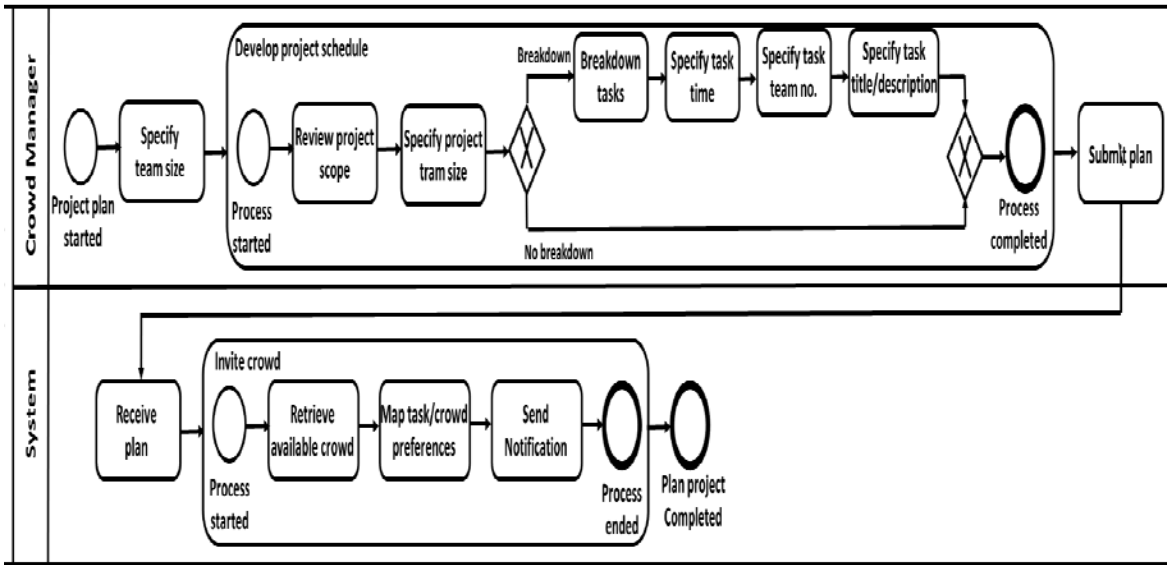 Crowd Manager
Project plan
started
Specify
team size
Develop project schedule
Process
started
Review project
scope
Specify project
tram size
Breakdown
No breakdown
Breakdown
tasks
Specify task
time
Specify task
team no.
Specify task
title/description
Process
completed
Submit plan
System
Receive
plan
Invite crowd
Process
started
Retrieve
available crowd
Map task/crowd
preferences
Send
Notification
Process
ended
Plan project
Completed